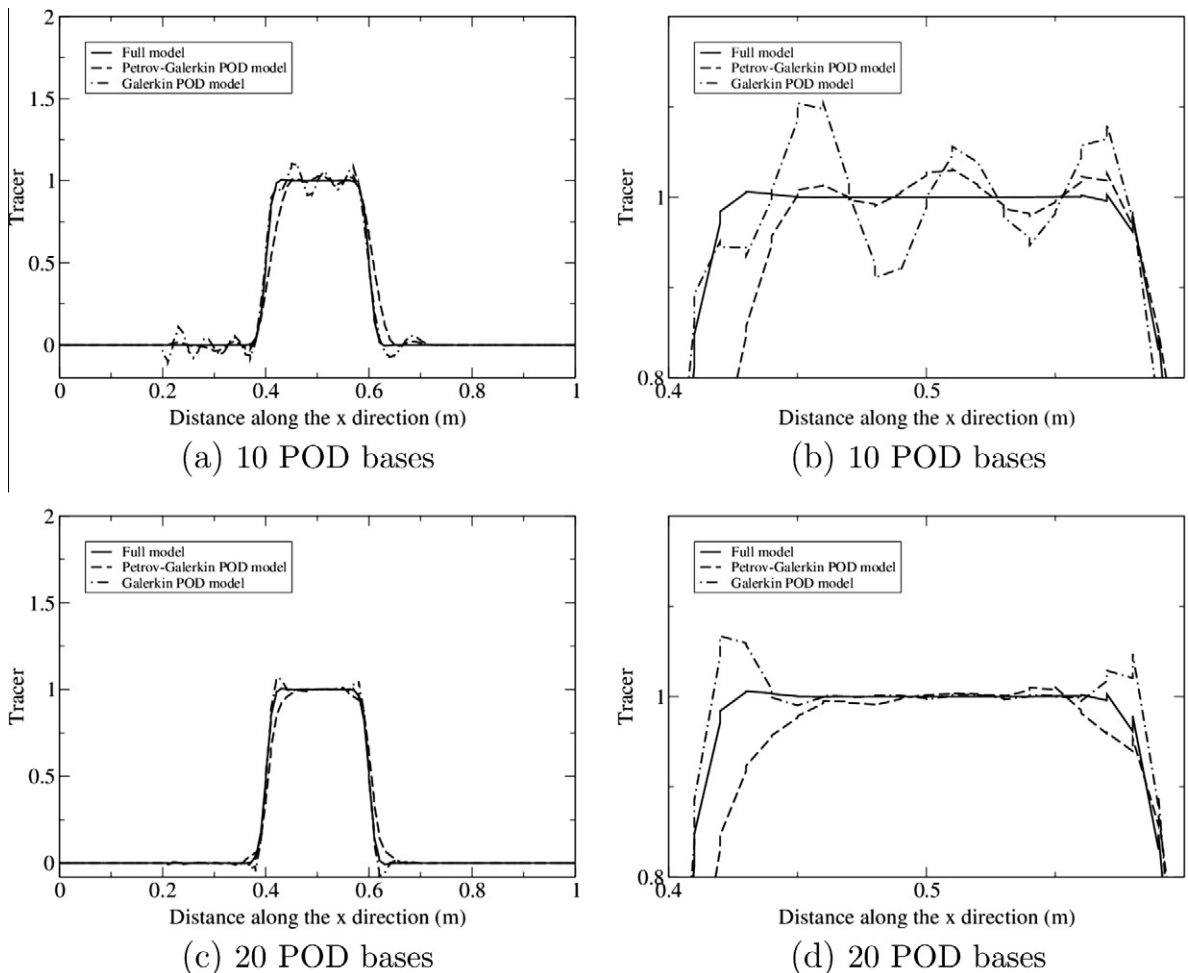 2
1.5
1
0.5
0
Tracer
Full model
Petrov-Galerkin POD model
Galerkin POD model
0 0.2 0.4 0.6 0.8 1
Distance along the x direction (m)
(a) 10 POD bases
1
0.8
Tracer
Full model
Petrov-Galerkin POD model
Galerkin POD model
0.4 0.5
Distance along the x direction (m)
(b) 10 POD bases
2
1.5
1
0.5
0
Tracer
Full model
Petrov-Galerkin POD model
Galerkin POD model
0 0.2 0.4 0.6 0.8 1
Distance along the x direction (m)
(c) 20 POD bases
1
0.8
Tracer
Full model
Petrov-Galerkin POD model
Galerkin POD model
0.4 0.5
Distance along the x direction (m)
(d) 20 POD bases